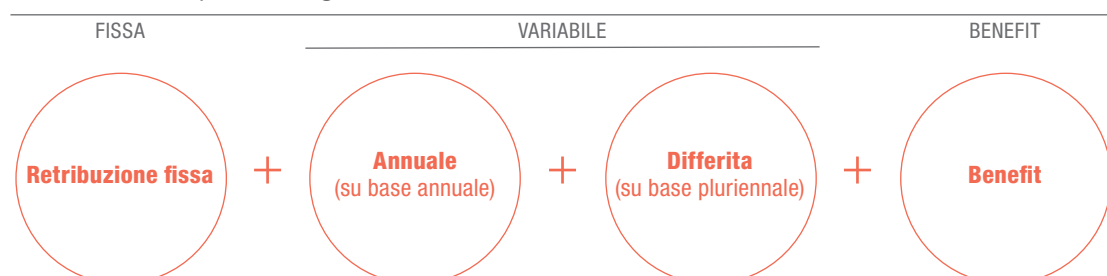 FISSA VARIABILE BENEFIT
Retribuzione fissa + Annuale
(su base annuale) + Differita
(su base pluriennale) + Benefit